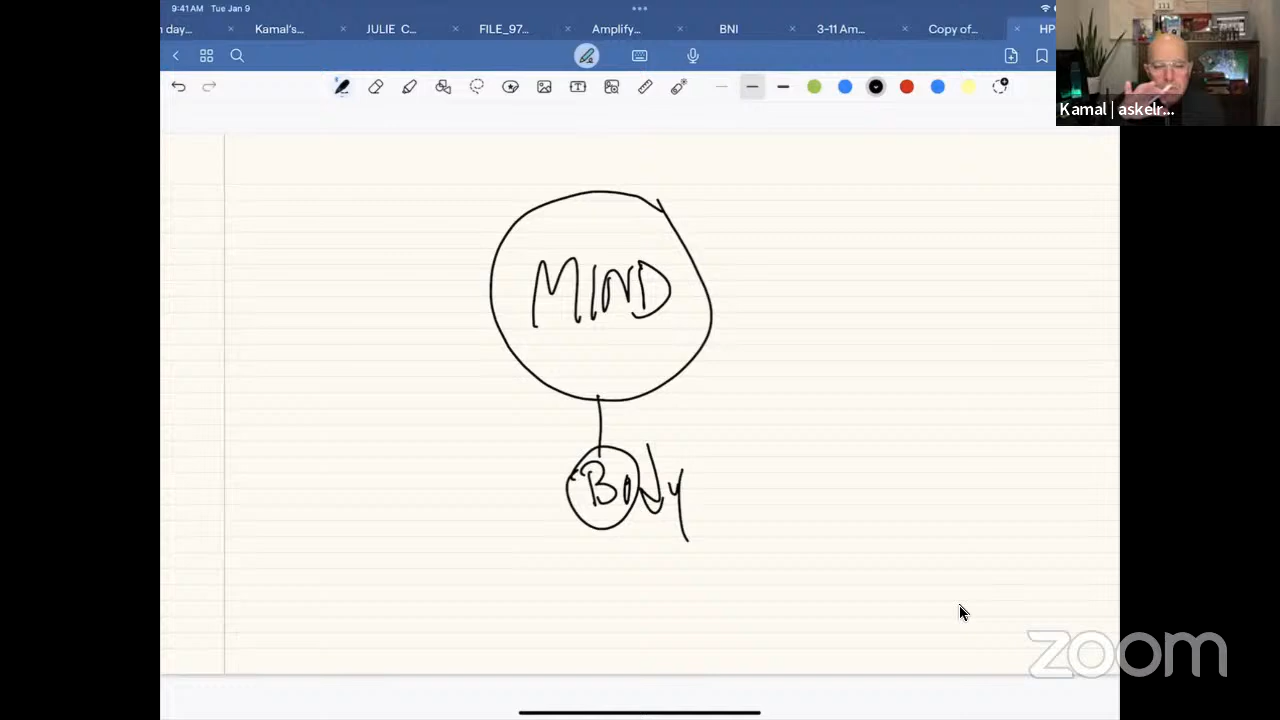 9:41 AM Tue Jan 9
n day...
Kamal's...
JULIE C...
FILE_97...
Amplify...
BNI
3-11 Am...
Copy of...
HP
Kamal | askelr...
MIND
BODY
zoom